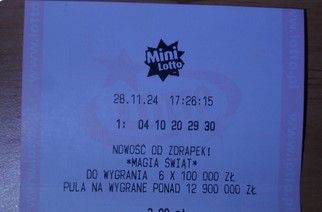 Mini
Lotto
28.11.24 17:26:15
1: 04 10 20 29 30
NOWOŚĆ OD ZDRAPEK!
*MAGIA ŚWIĄT*
DO WYGRANIA 6 X 100 000 ZŁ
PULA NA WYGRANE PONAD 12 900 000 ZŁ